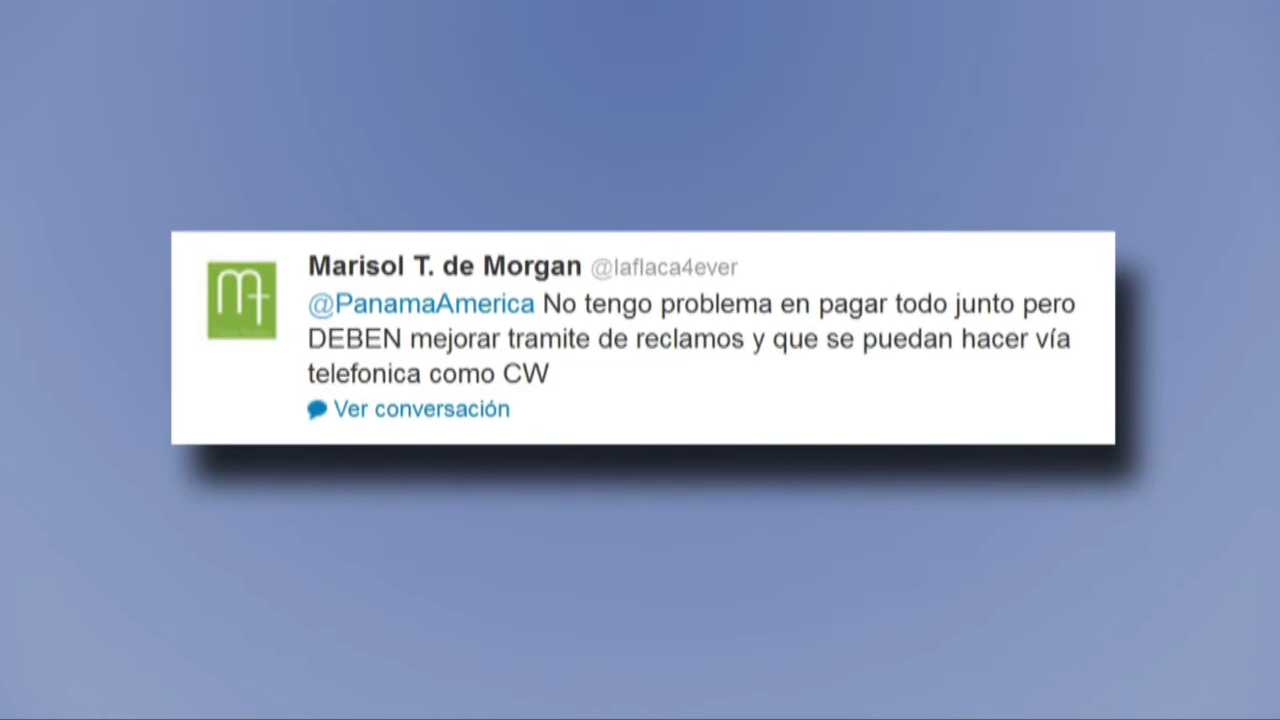 Marisol T. de Morgan @laflaca4ever
@PanamaAmerica No tengo problema en pagar todo junto pero
DEBEN mejorar tramite de reclamos y que se puedan hacer vía
telefonica como CW
Ver conversación